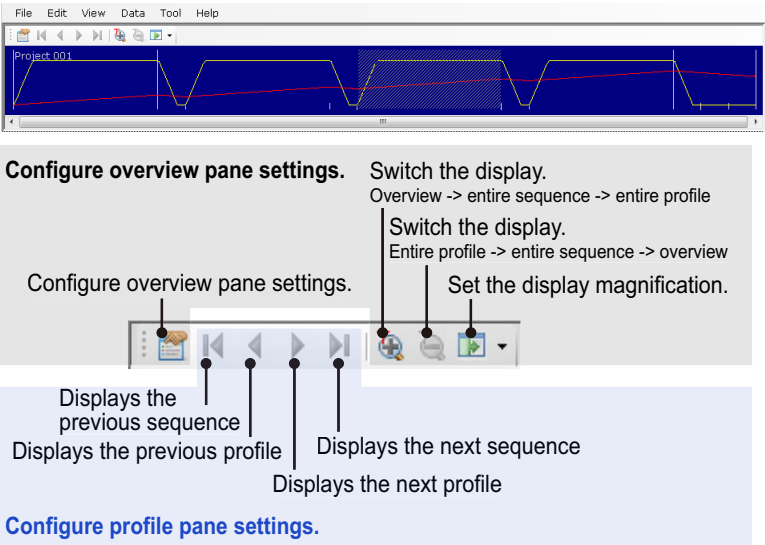 File Edit View Data Tool Help
Project 001
Configure overview pane settings.
Switch the display.
Overview -> entire sequence -> entire profile
Switch the display.
Entire profile -> entire sequence -> overview
Configure overview pane settings.
Set the display magnification.
Displays the
previous sequence
Displays the previous profile
Displays the next sequence
Displays the next profile
Configure profile pane settings.